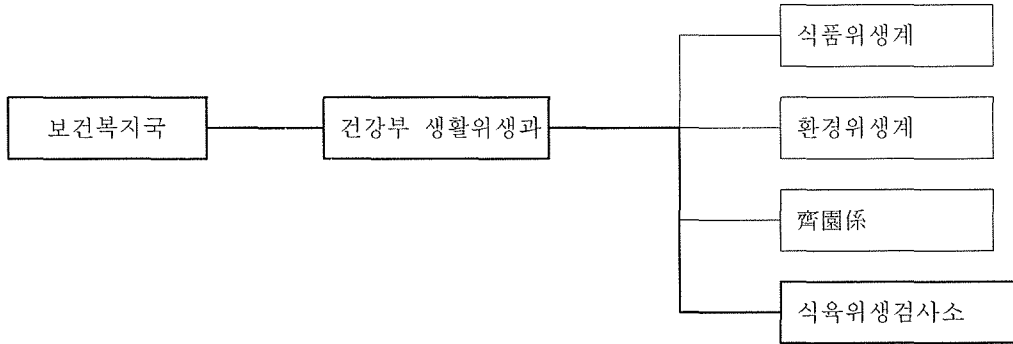 보건복지국
건강부 생활위생과
식품위생계
환경위생계
齊園係
식육위생검사소